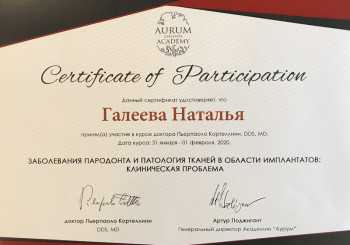 AURUM
ACADEMY
Certificate of Participation
Данный сертификат удостоверяет, что
Галеева Наталья
принял(а) участие в курсе доктора Пьерпаоло Кортеллини, DDS, MD.
Дата курса: 31 января - 01 февраля, 2020.
ЗАБОЛЕВАНИЯ ПАРОДОНТА И ПАТОЛОГИЯ ТКАНЕЙ В ОБЛАСТИ ИМПЛАНТАТОВ:
КЛИНИЧЕСКАЯ ПРОБЛЕМА
доктор Пьерпаоло Кортеллини
DDS, MD
Артур Поджигант
Генеральный директор Академии "Аурум"